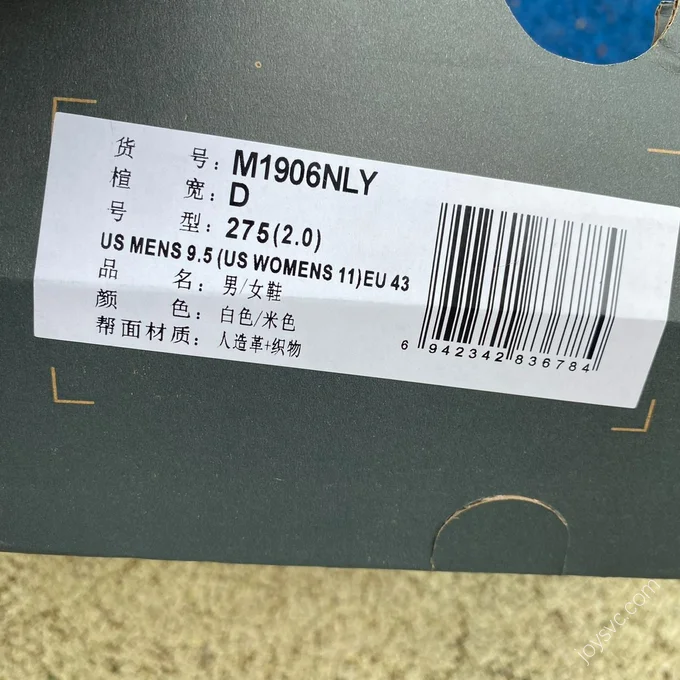 货 号: M1906NLY
楦 宽: D
号 型: 275(2.0)
US MENS 9.5(US WOMENS 11)EU 43
品 名: 男/女鞋
颜 色: 白色/米色
帮面材质: 人造革+织物
6 942342 836784
joysvc.com